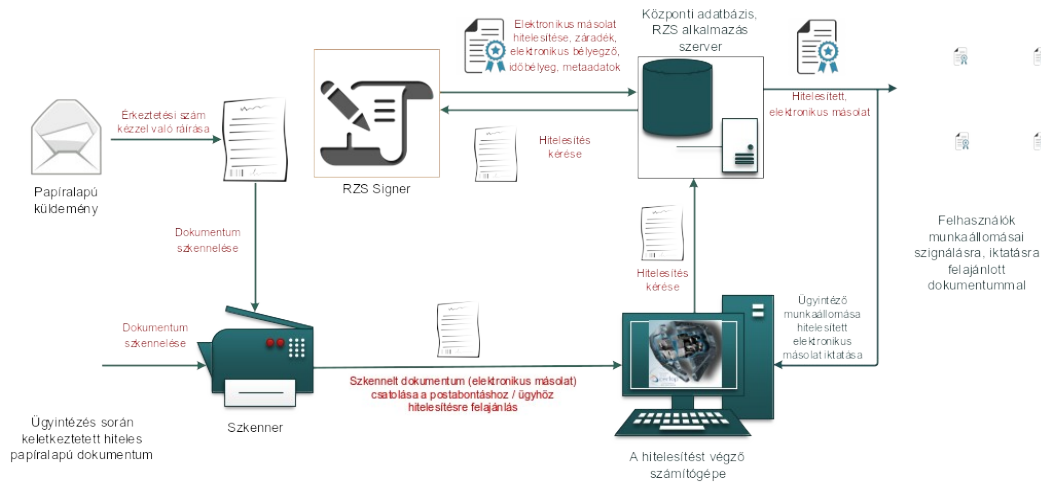 Elektronikus másolat
hitelesítése, záradék,
elektronikus bélyegző,
időbélyeg, metaadatok
Központi adatbázis,
RZS alkalmazás
szerver
Érkeztetési szám
kézzel való ráírása
Hitelesítés
kérése
Hitelesített,
elektronikus másolat
Papíralapú
küldemény
RZS Signer
Dokumentum
szkennelése
Hitelesítés
kérése
Felhasználók
munkaállomásai
szignálásra, iktatásra
felajánlott
dokumentummal
Dokumentum
szkennelése
Ügyintéző
munkaállomása
hitelesített
elektronikus
másolat iktatása
Szkennelt dokumentum (elektronikus másolat)
csatolása a postabontáshoz / ügyhöz
hitelesítésre felajánlás
Ügyintézés során
keletkeztetett hiteles
papíralapú dokumentum
Szkenner
A hitelesítést végző
számítógépe